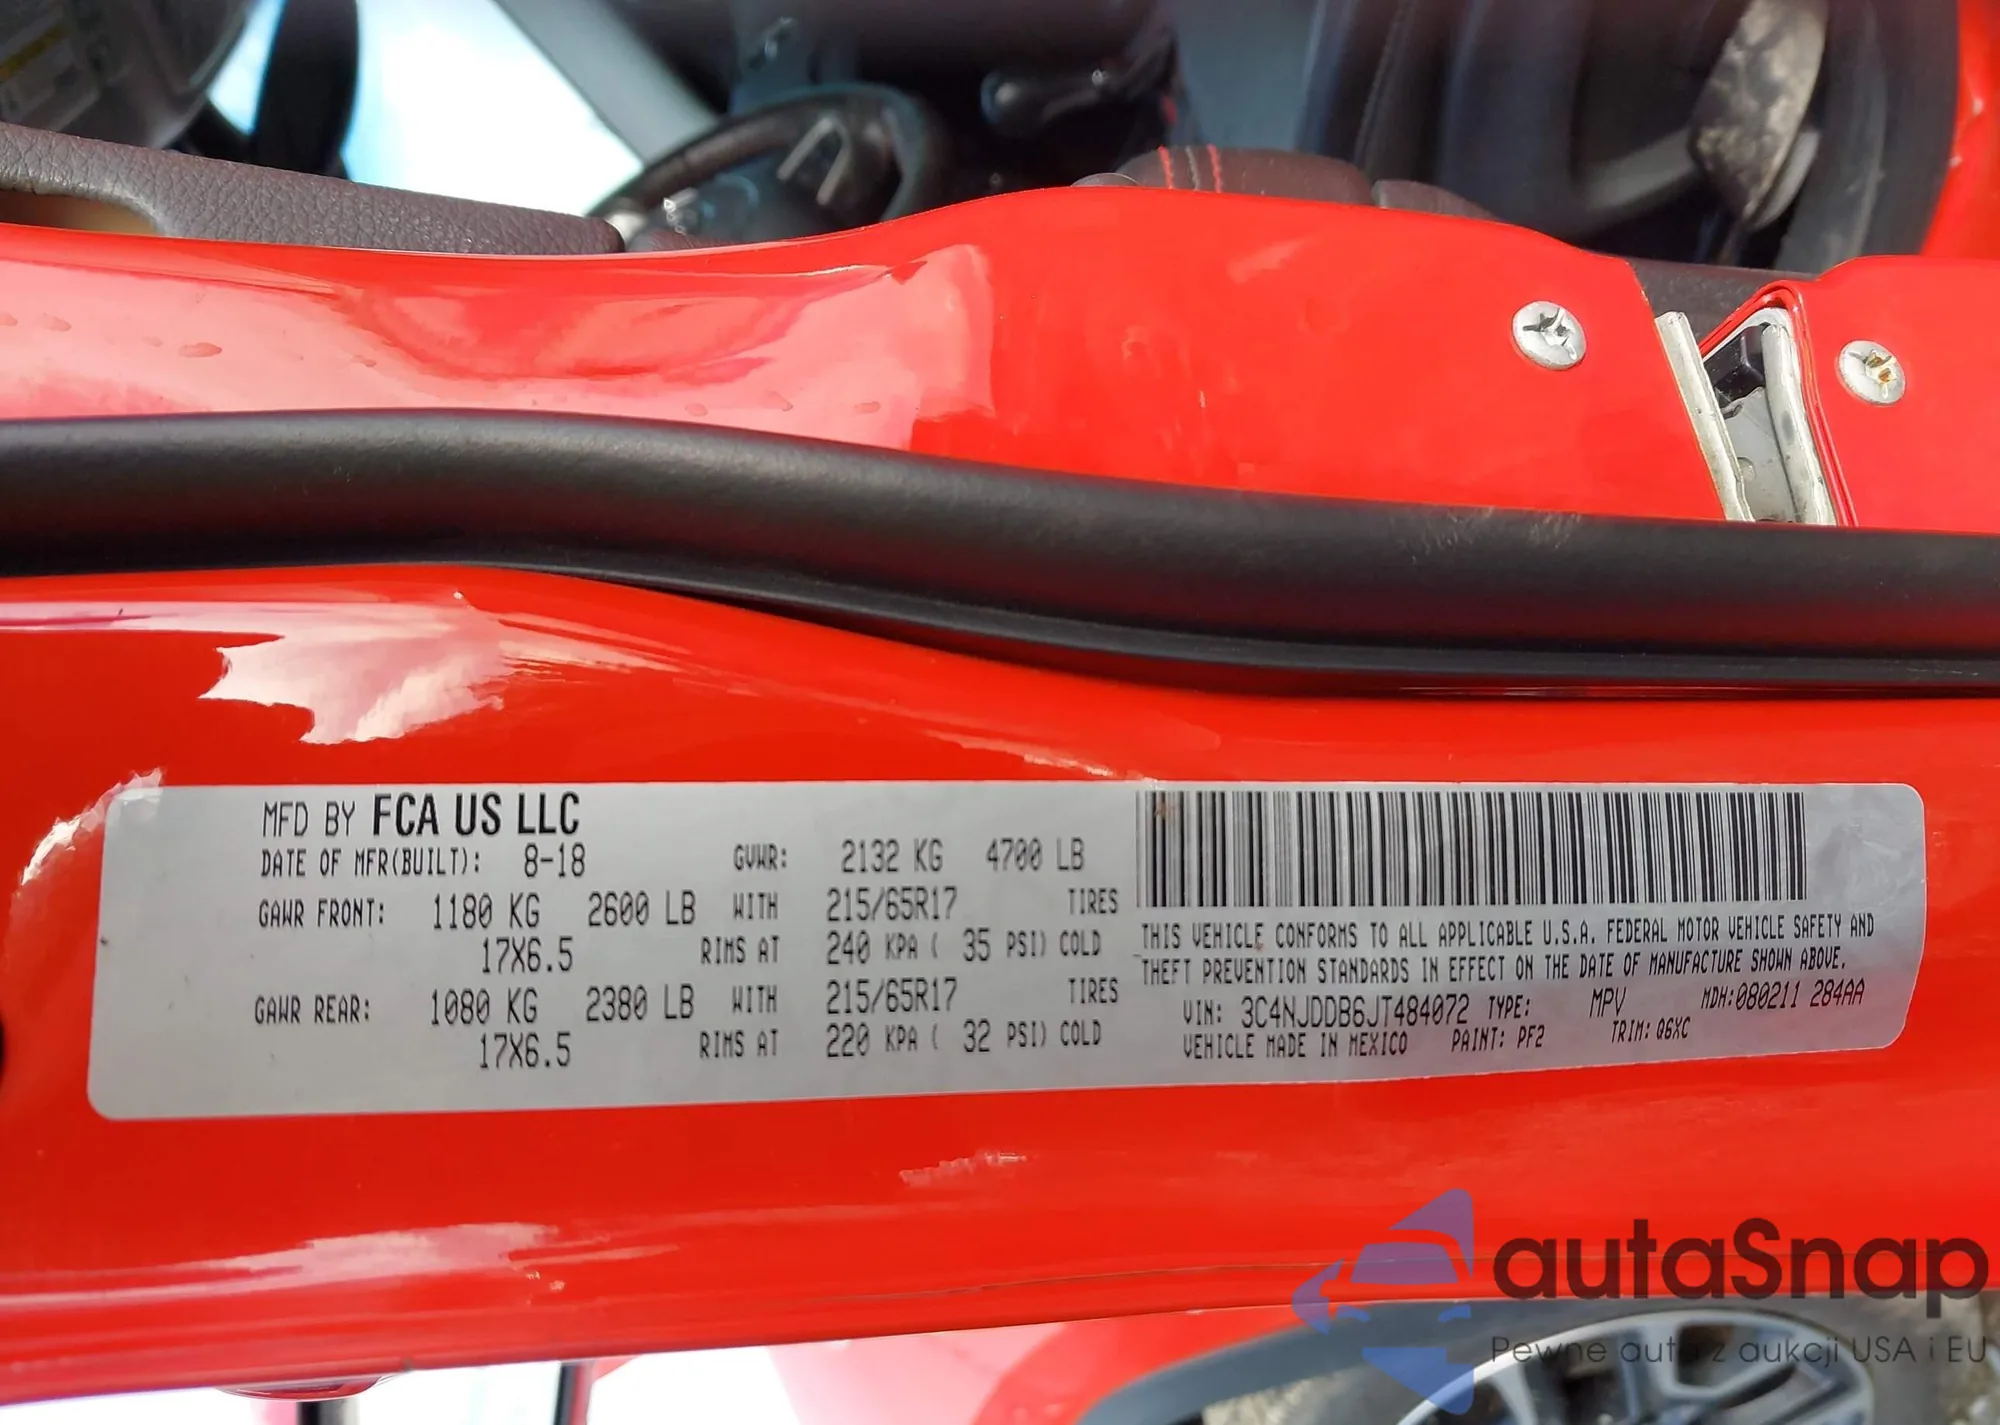 MFD BY FCA US LLC
DATE OF MFR(BUILT): 8-18 GVWR: 2132 KG 4700 LB
GAWR FRONT: 1180 KG 2600 LB WITH 215/65R17 TIRES
17X6.5 RIMS AT 240 KPA ( 35 PSI) COLD
GAWR REAR: 1080 KG 2380 LB WITH 215/65R17 TIRES
17X6.5 RIMS AT 220 KPA ( 32 PSI) COLD
THIS VEHICLE CONFORMS TO ALL APPLICABLE U.S.A. FEDERAL MOTOR VEHICLE SAFETY AND
THEFT PREVENTION STANDARDS IN EFFECT ON THE DATE OF MANUFACTURE SHOWN ABOVE.
VIN: 3C4NJDDB6JT484072 TYPE: MPV MDH:080211 284AA
VEHICLE MADE IN MEXICO PAINT: PF2 TRIM: Q6XC
autaSnap
Pewne auta z aukcji USA i EU